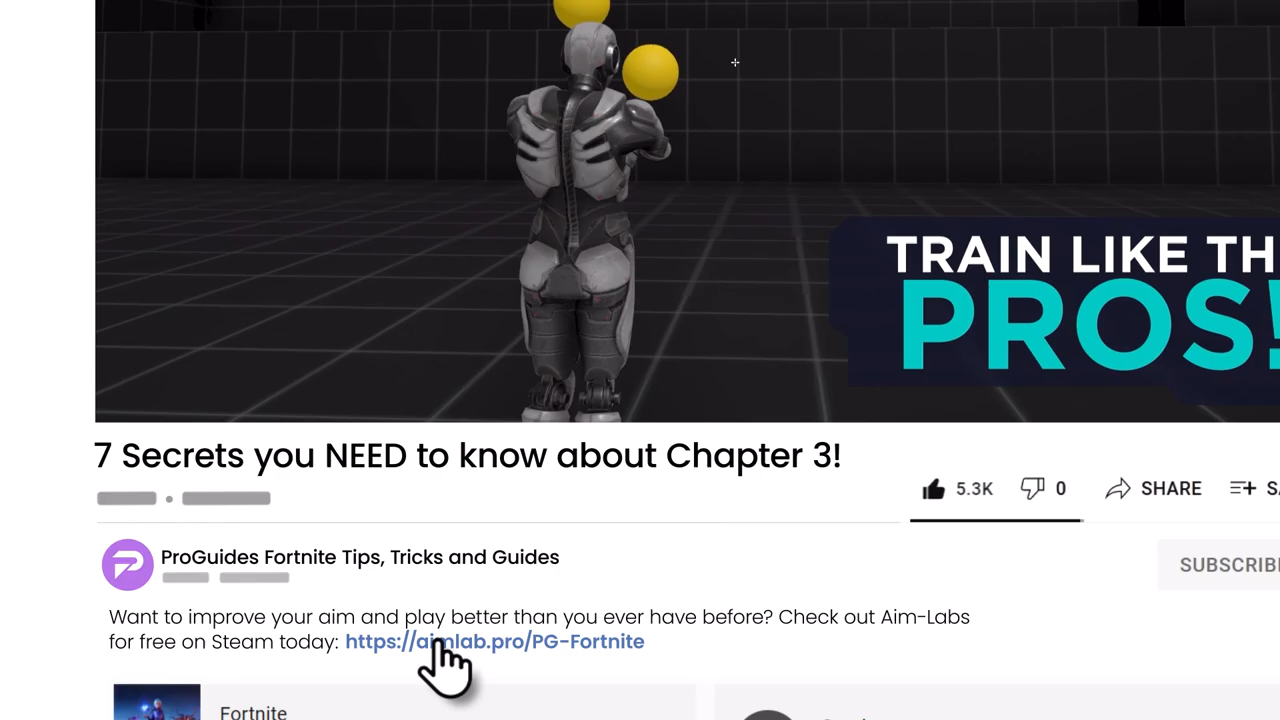 TRAIN LIKE TH
PROS!
7 Secrets you NEED to know about Chapter 3!
5.3K 0 SHARE SA
ProGuides Fortnite Tips, Tricks and Guides
SUBSCRIBE
Want to improve your aim and play better than you ever have before? Check out Aim-Labs
for free on Steam today: https://aimlab.pro/PG-Fortnite
Fortnite